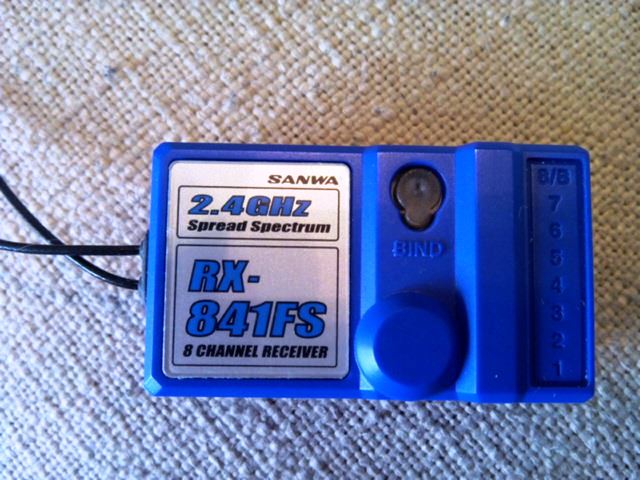 SANWA
2.4GHz
Spread Spectrum
RX-
841FS
8 CHANNEL RECEIVER
BIND
8/B
7
6
5
4
3
2
1